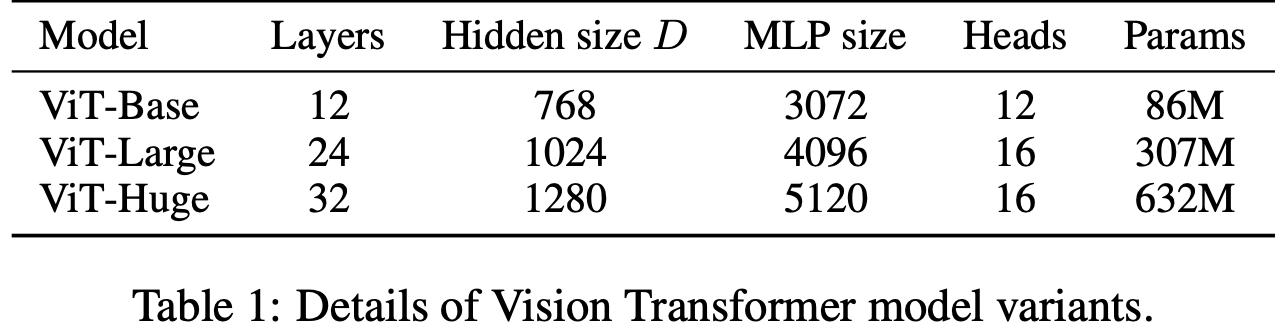 Model Layers Hidden size D MLP size Heads Params
ViT-Base 12 768 3072 12 86M
ViT-Large 24 1024 4096 16 307M
ViT-Huge 32 1280 5120 16 632M
Table 1: Details of Vision Transformer model variants.